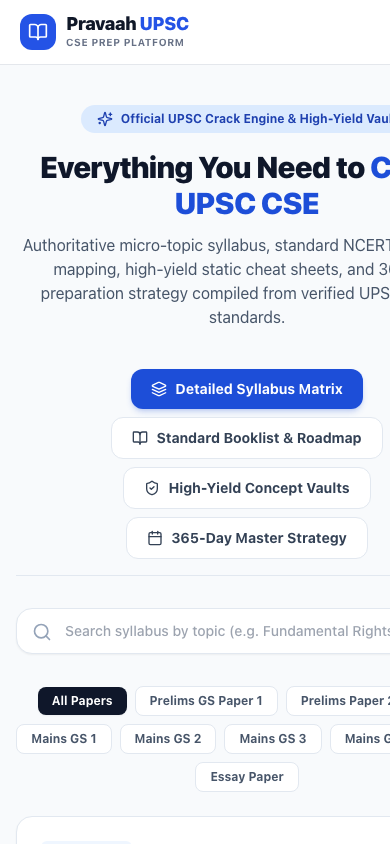 Pravaah UPSC
CSE PREP PLATFORM
Official UPSC Crack Engine & High-Yield
Everything You Need to
UPSC CSE
Authoritative micro-topic syllabus, standard NCERT
mapping, high-yield static cheat sheets, and
preparation strategy compiled from verified
standards.
Detailed Syllabus Matrix
Standard Booklist & Roadmap
High-Yield Concept Vaults
365-Day Master Strategy
Search syllabus by topic (e.g. Fundamental Rights
All Papers
Prelims GS Paper 1
Prelims Paper
Mains GS 1
Mains GS 2
Mains GS 3
Mains
Essay Paper